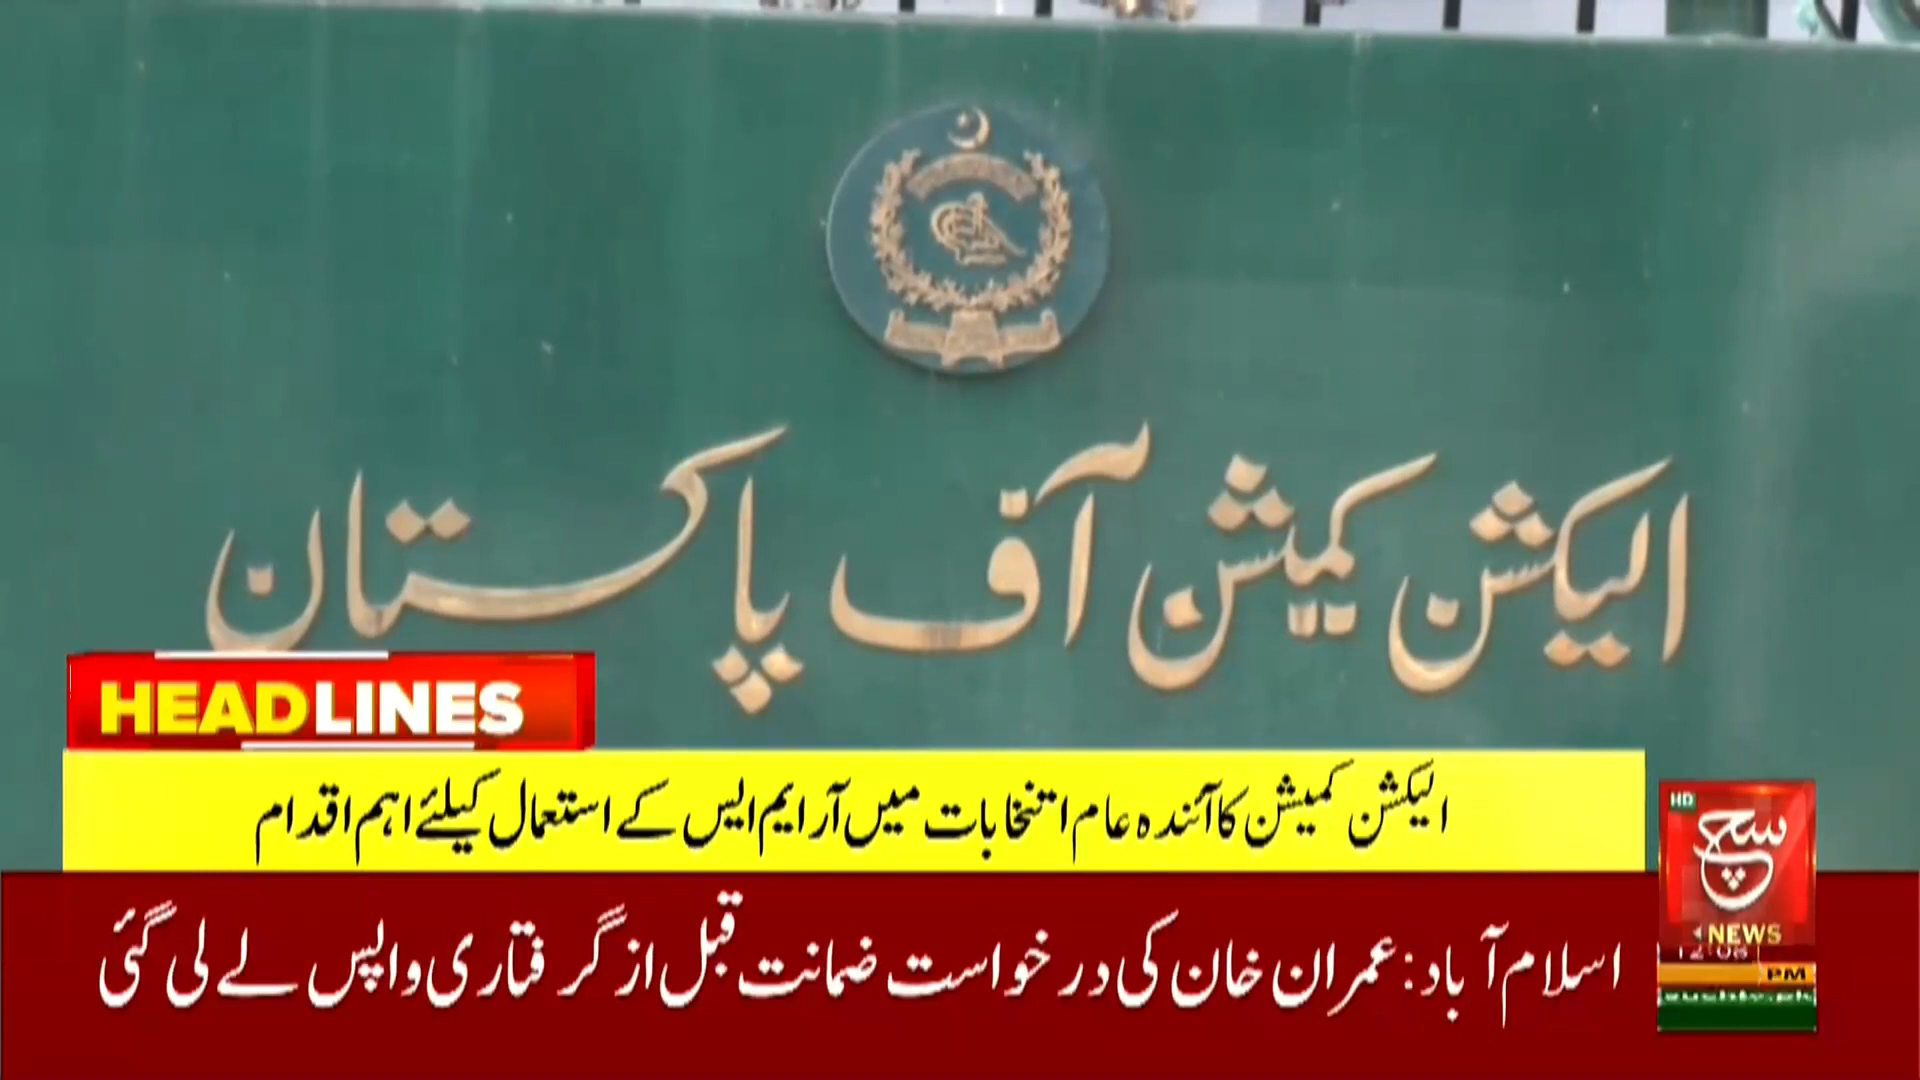 الیکشن کمیشن آف پاکستان
HEADLINES
الیکشن کمیشن کا آئندہ عام انتخابات میں آر ایم ایس کے استعمال کیلئے اہم اقدام
اسلام آباد: عمران خان کی درخواست ضمانت قبل از گرفتاری واپس لے لی گئی
HD
سچ
NEWS
12:08
PM